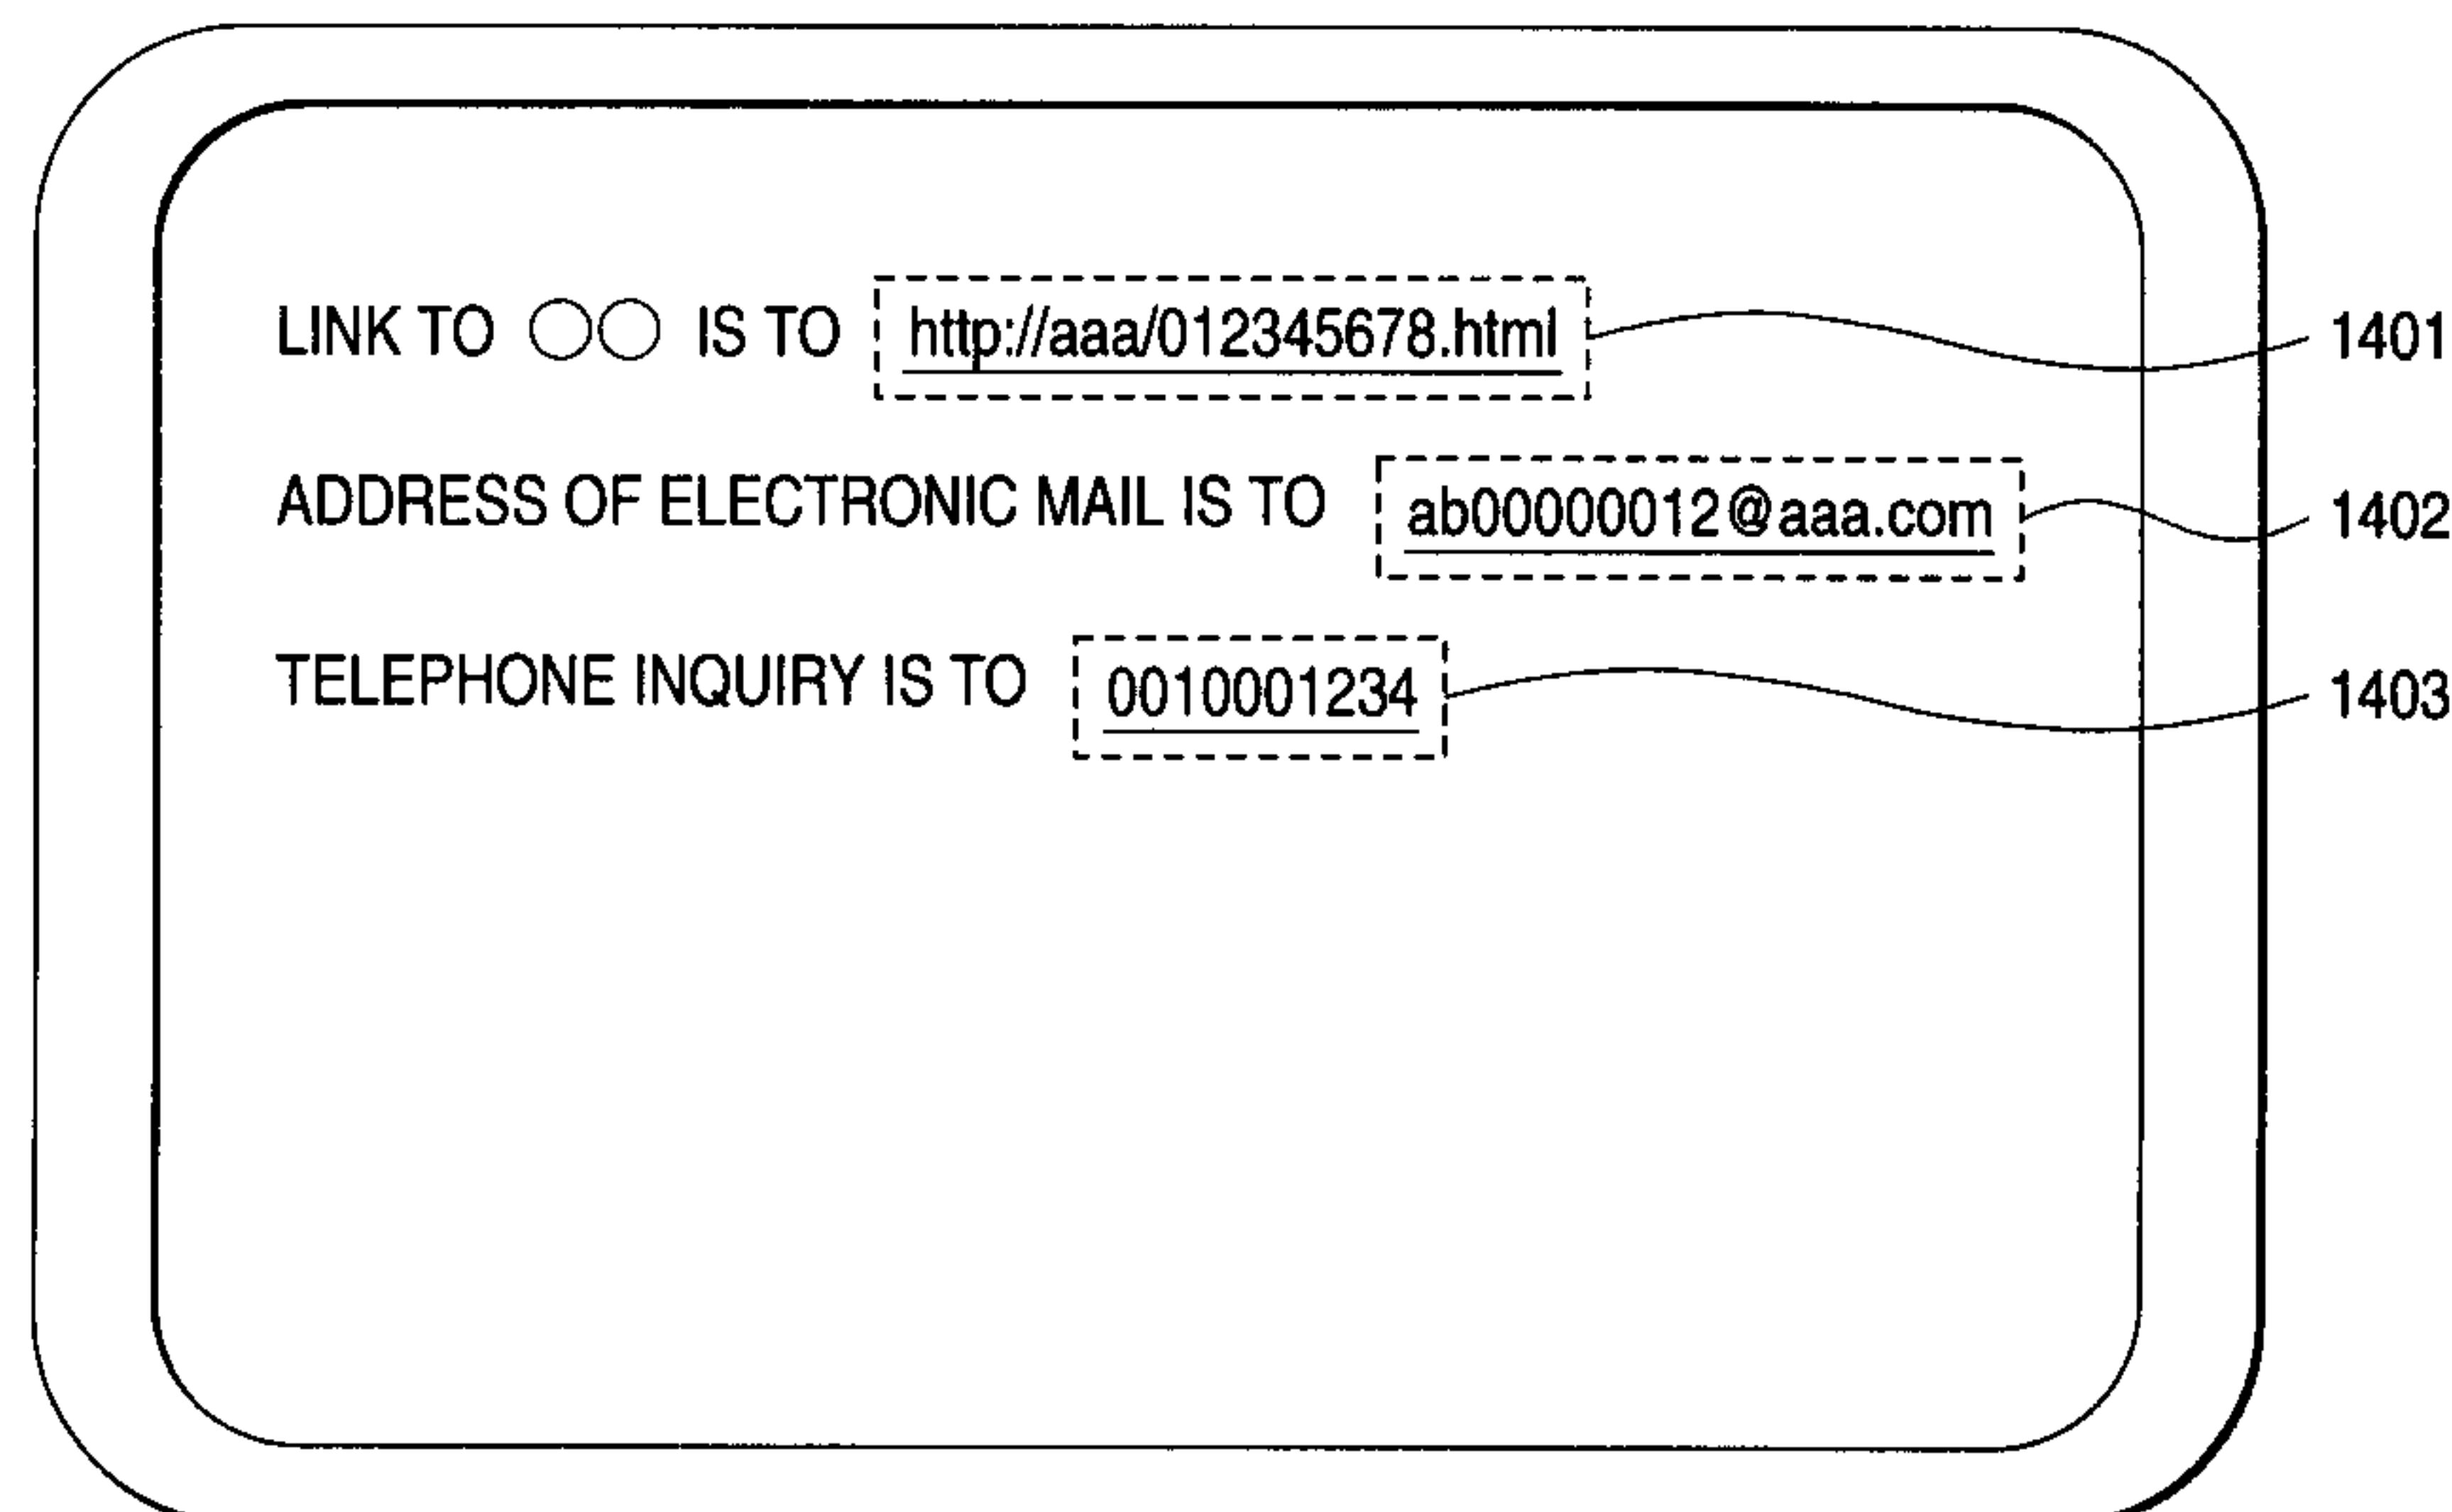 LINK TO ○○ IS TO http://aaa/012345678.html 1401
ADDRESS OF ELECTRONIC MAIL IS TO ab00000012@aaa.com 1402
TELEPHONE INQUIRY IS TO 0010001234 1403